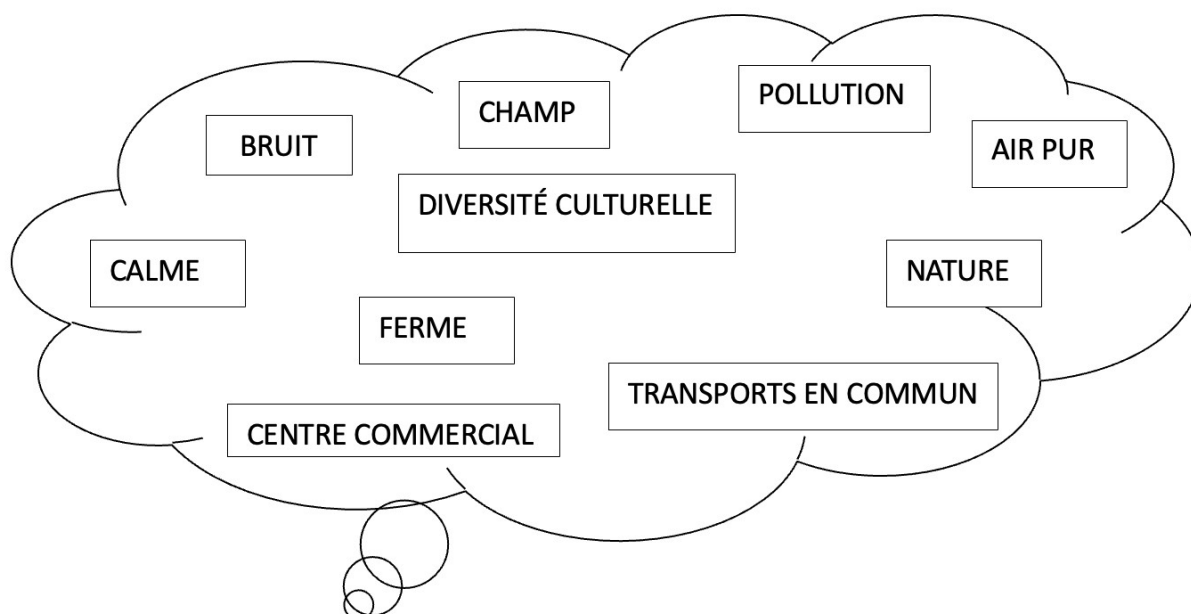 CHAMP
POLLUTION
BRUIT
AIR PUR
DIVERSITÉ CULTURELLE
CALME
NATURE
FERME
TRANSPORTS EN COMMUN
CENTRE COMMERCIAL